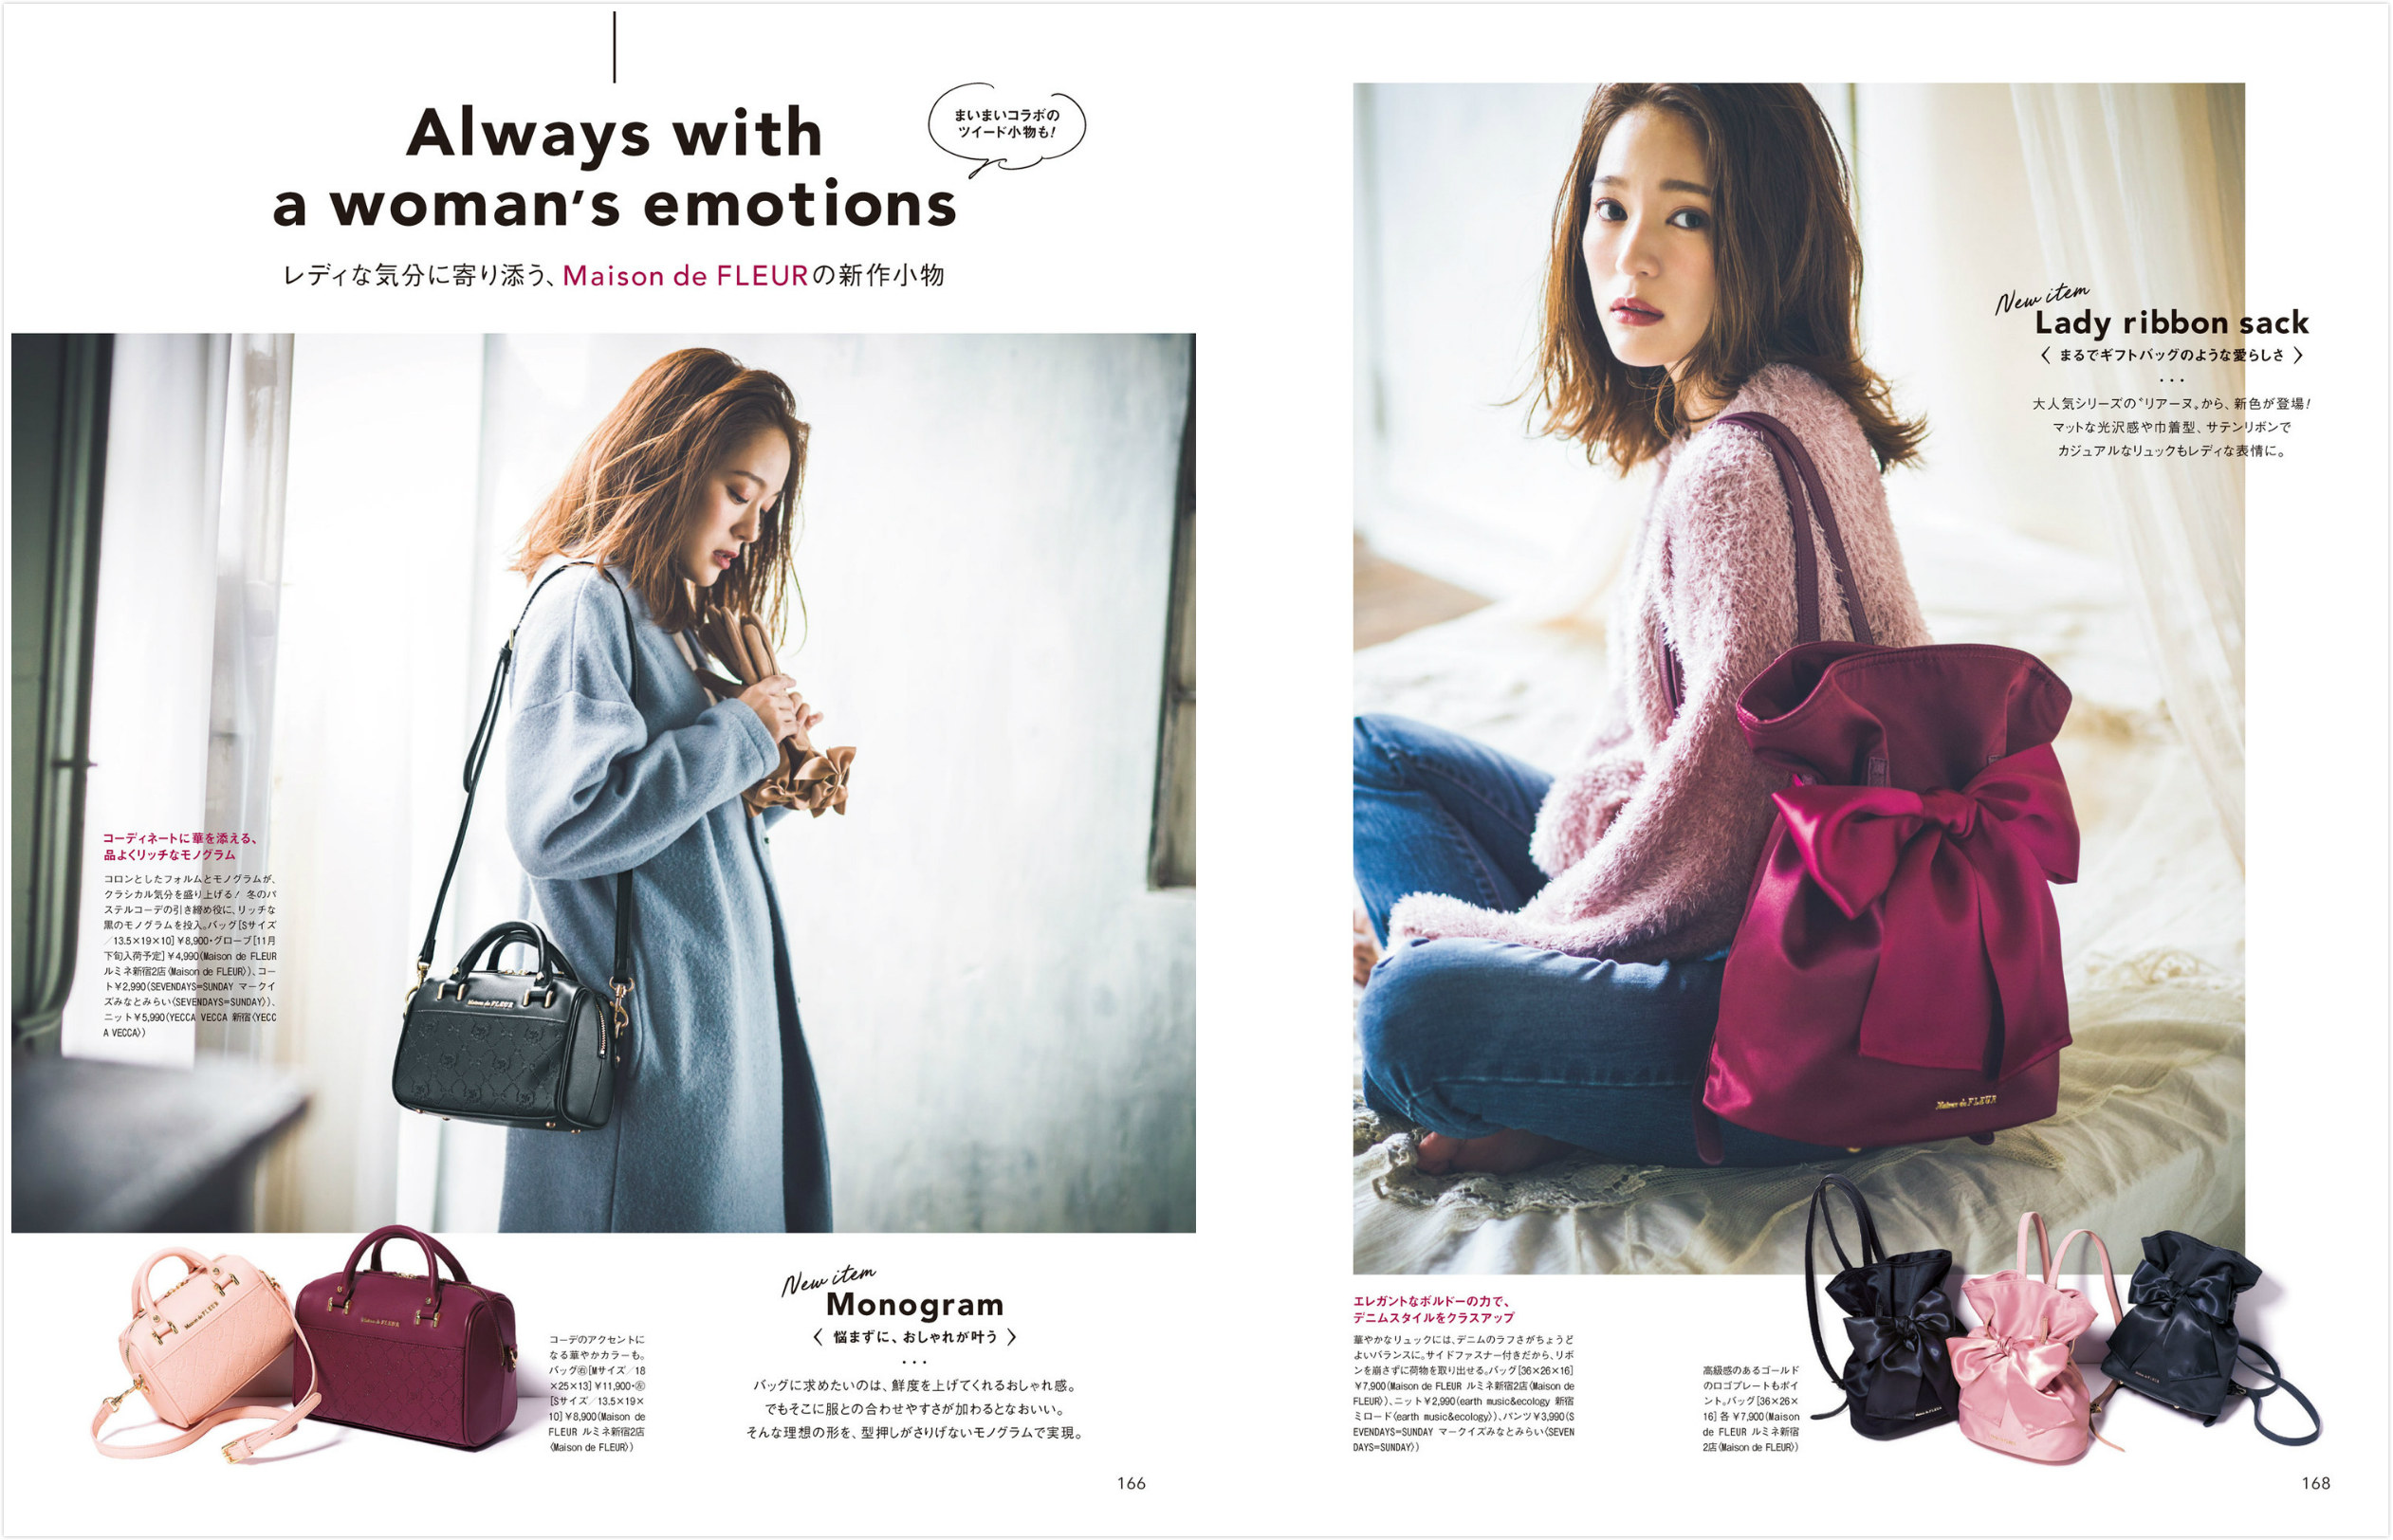 Always with
a woman's emotions
まいまいコラボの
ツイード小物も!
レディな気分に寄り添う、Maison de FLEURの新作小物
コーディネートに華を添える、
品よくリッチなモノグラム
コロンとしたフォルムとモノグラムが、
クラシカル気分を盛り上げる! 冬のパ
ステルコーデの引き締め役に、リッチな
黒のモノグラムを投入。バッグ[Sサイズ
/13.5×19×10]¥8,900・グローブ[11月
下旬入荷予定]¥4,990(Maison de FLEUR
ルミネ新宿2店〈Maison de FLEUR〉)、コー
ト¥2,990(SEVENDAYS=SUNDAY マークイ
ズみなとみらい〈SEVENDAYS=SUNDAY〉)、
ニット¥5,990(YECCA VECCA 新宿〈YECC
A VECCA〉)
Maison de FLEUR
Maison de FLEUR
Maison de FLEUR
コーデのアクセントに
なる華やかカラーも。
バッグ㊨[Mサイズ/18
×25×13]¥11,900・㊧
[Sサイズ/13.5×19×
10]¥8,900(Maison de
FLEUR ルミネ新宿2店
〈Maison de FLEUR〉)
New item
Monogram
〈 悩まずに、おしゃれが叶う 〉
...
バッグに求めたいのは、鮮度を上げてくれるおしゃれ感。
でもそこに服との合わせやすさが加わるとなおいい。
そんな理想の形を、型押しがさりげないモノグラムで実現。
166
New item
Lady ribbon sack
〈 まるでギフトバッグのような愛らしさ 〉
...
大人気シリーズの〝リアーヌ〟から、新色が登場!
マットな光沢感や巾着型、サテンリボンで
カジュアルなリュックもレディな表情に。
Maison de FLEUR
エレガントなボルドーの力で、
デニムスタイルをクラスアップ
華やかなリュックには、デニムのラフさがちょうど
よいバランスに。サイドファスナー付きだから、リボ
ンを崩さずに荷物を取り出せる。バッグ[36×26×16]
¥7,900(Maison de FLEUR ルミネ新宿2店〈Maison de
FLEUR〉)、ニット¥2,990(earth music&ecology 新宿
ミロード〈earth music&ecology〉)、パンツ¥3,990(S
EVENDAYS=SUNDAY マークイズみなとみらい〈SEVEN
DAYS=SUNDAY〉)
高級感のあるゴールド
のロゴプレートもポイ
ント。バッグ[36×26×
16]各¥7,900(Maison
de FLEUR ルミネ新宿
2店〈Maison de FLEUR〉)
168